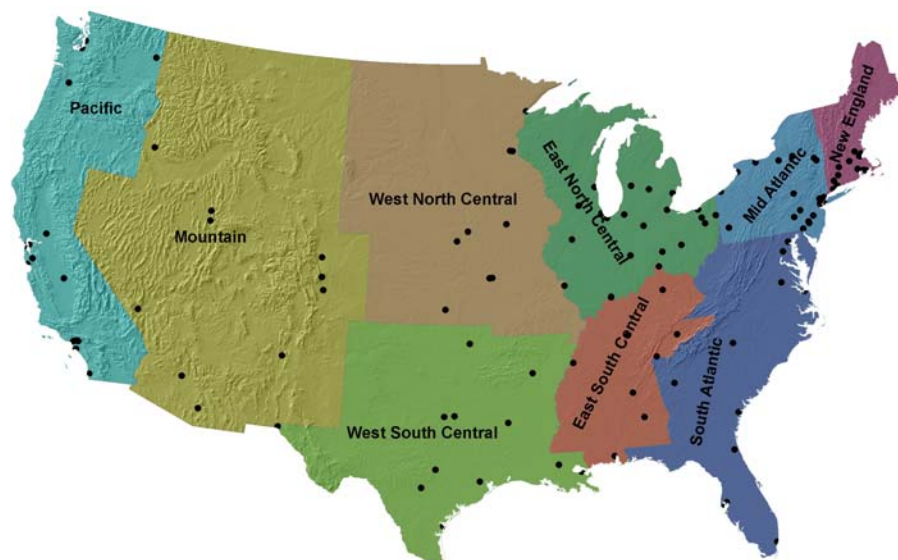 Pacific
Mountain
West North Central
West South Central
East North Central
East South Central
South Atlantic
Mid Atlantic
New England